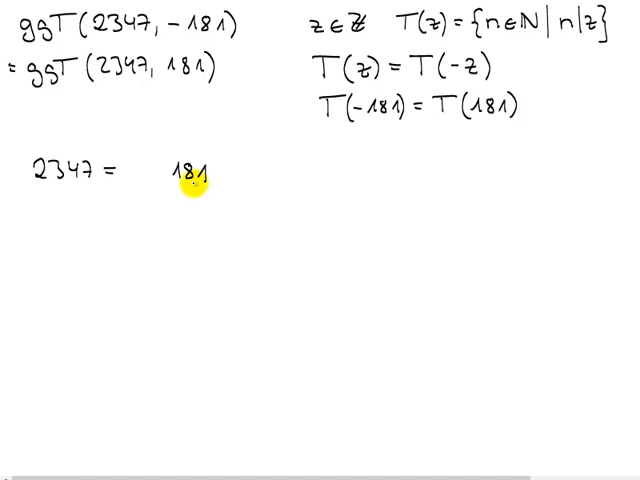 ggT(2347, -181)
= ggT(2347, 181)
z ∈ ℤ T(z) = {n ∈ ℕ | n|z}
T(z) = T(-z)
T(-181) = T(181)
2347 = 181